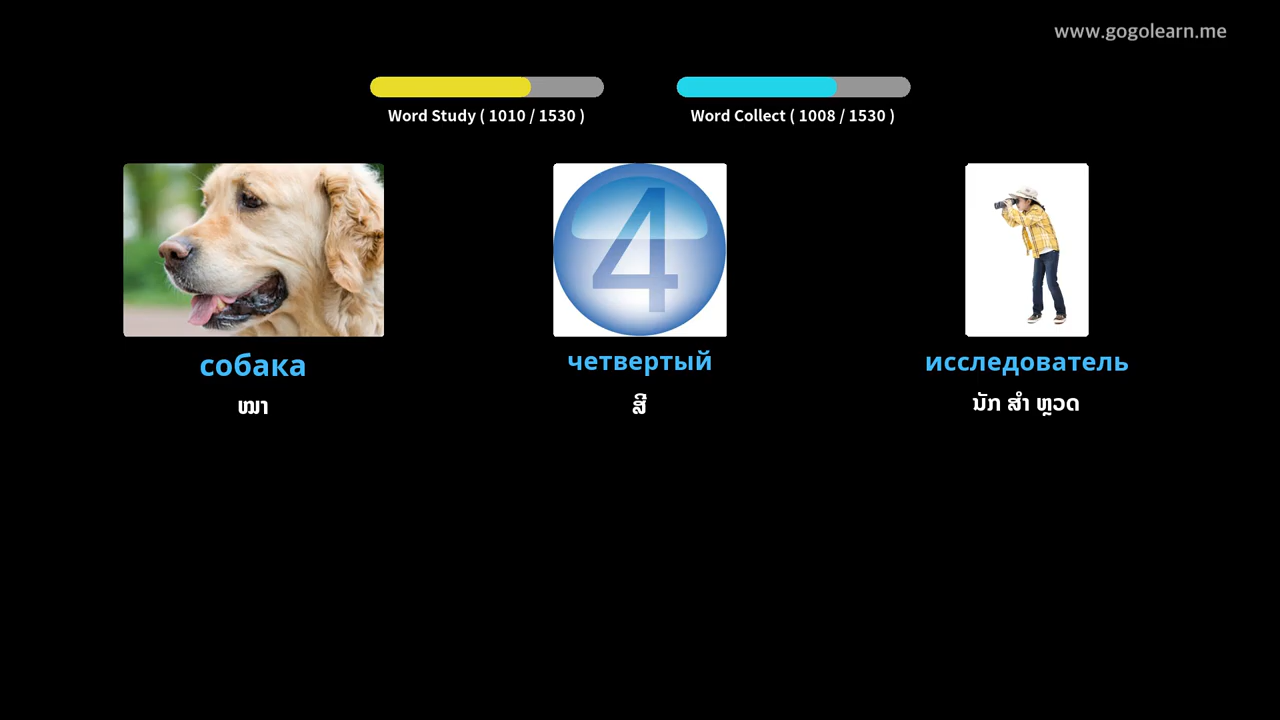 www.gogolearn.me
Word Study ( 1010 / 1530 )
Word Collect ( 1008 / 1530 )
4
собака
четвертый
исследователь
ໝາ
ສີ່
ນັກ ສຳ ຫຼວດ